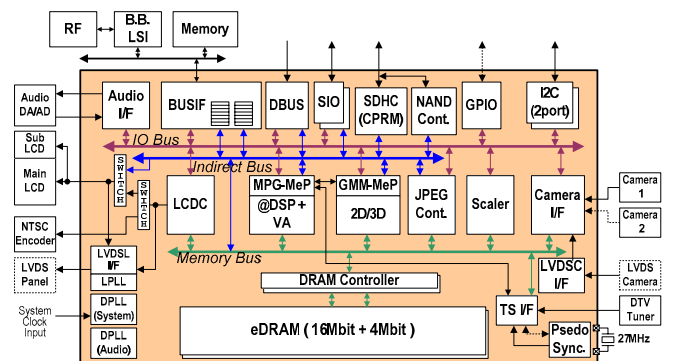 RF
B.B.
LSI
Memory
Audio
DA/AD
Audio
I/F
BUSIF
DBUS
SIO
SDHC
(CPRM)
NAND
Cont.
GPIO
I2C
(2port)
IO Bus
Sub
LCD
Main
LCD
SWITCH
SWITCH
Indirect Bus
LCDC
MPG-MeP
@DSP +
VA
GMM-MeP
2D/3D
JPEG
Cont.
Scaler
Camera
I/F
Camera
1
Camera
2
NTSC
Encoder
LVDS
Panel
LVDSL
I/F
LPLL
Memory Bus
DRAM Controller
LVDSC
I/F
LVDS
Camera
System
Clock Input
DPLL
(System)
DPLL
(Audio)
eDRAM (16Mbit + 4Mbit)
TS I/F
DTV
Tuner
Psedo
Sync.
27MHz